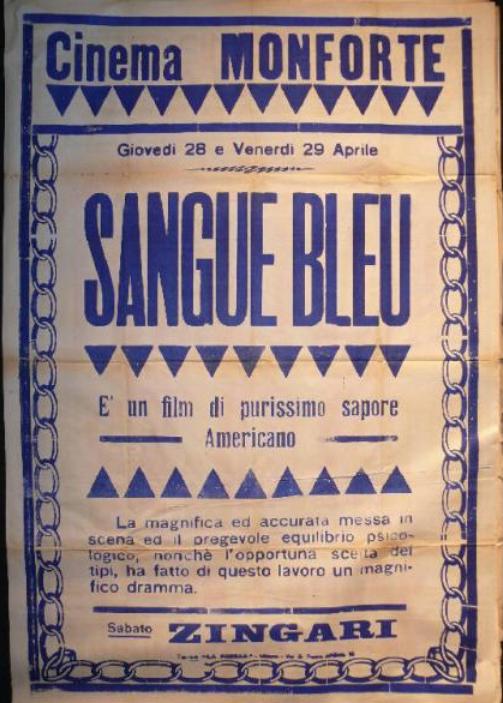 Cinema MONFORTE
Giovedì 28 e Venerdì 29 Aprile
SANGUE BLEU
E' un film di purissimo sapore
Americano
La magnifica ed accurata messa in
scena ed il pregevole equilibrio psico-
logico, nonchè l'opportuna scelta dei
tipi, ha fatto di questo lavoro un magni-
fico dramma.
Sabato ZINGARI